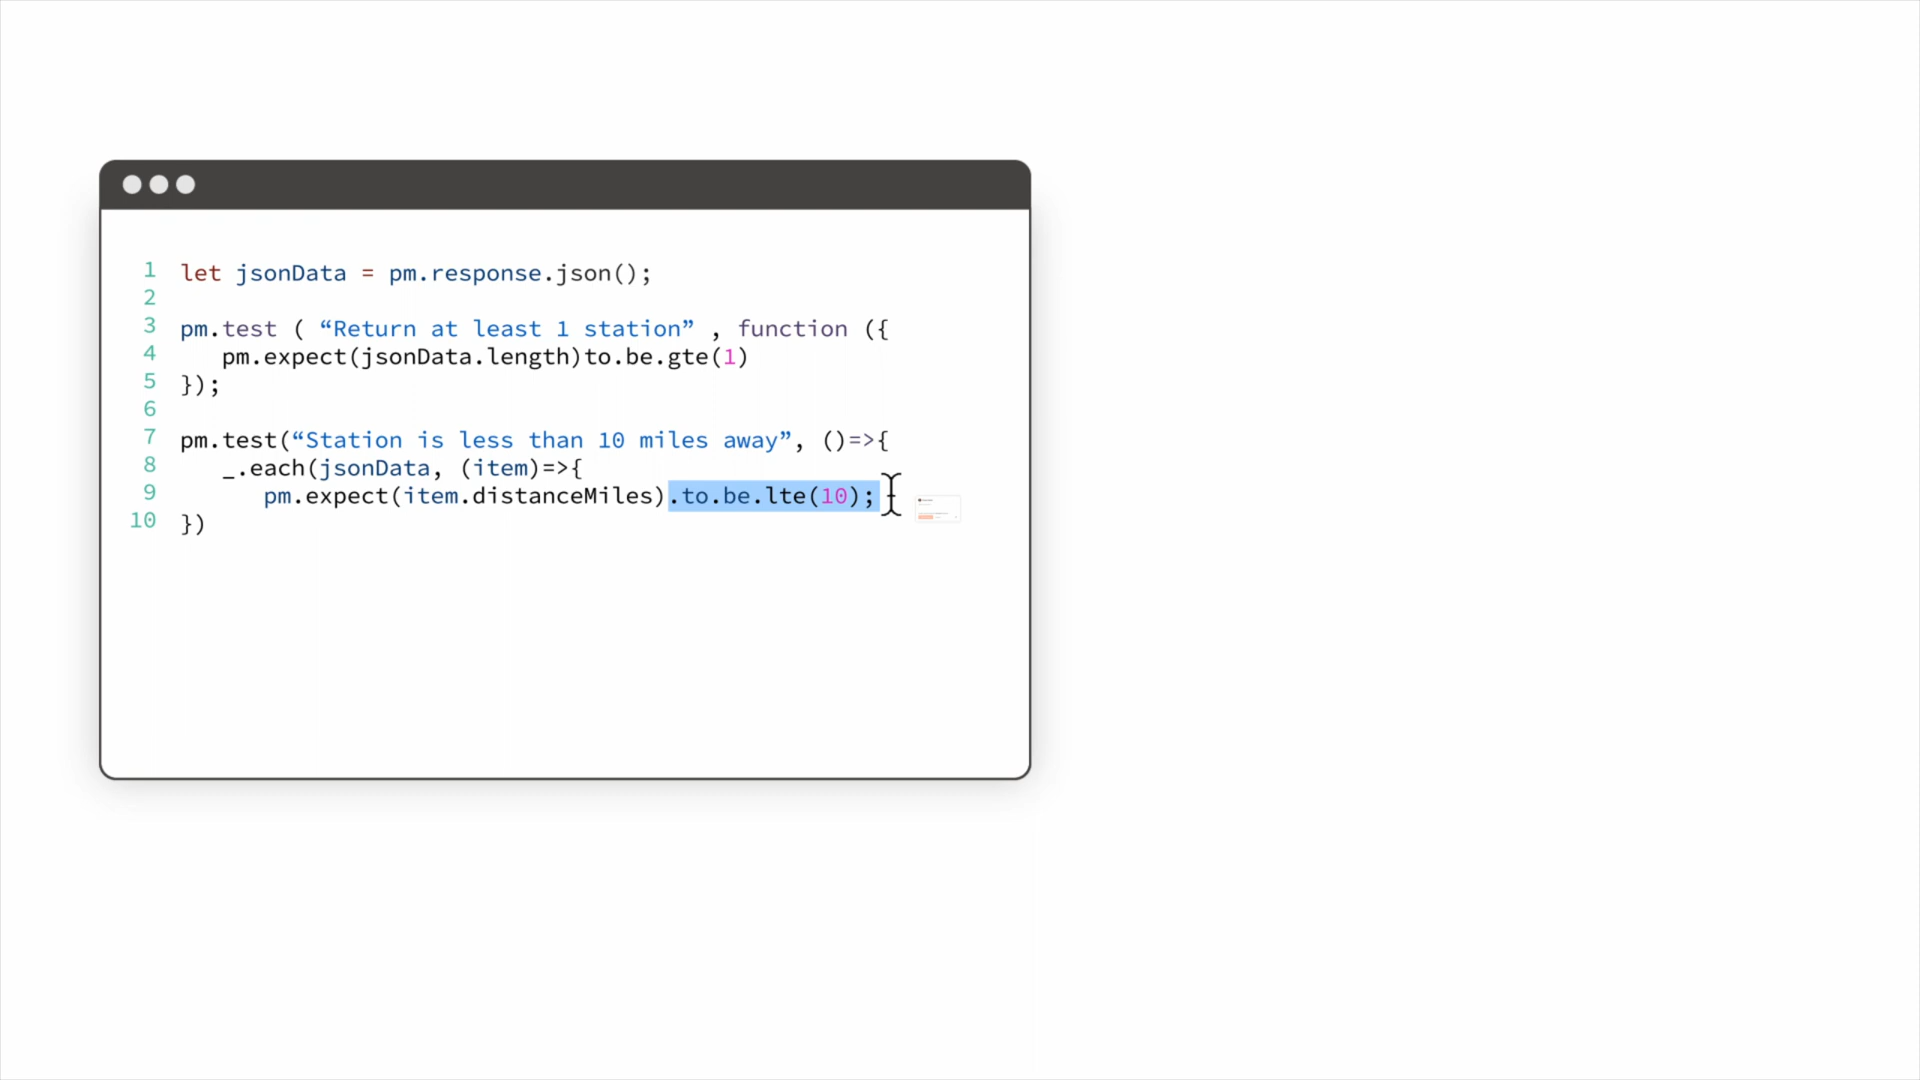 1 let jsonData = pm.response.json();
2
3 pm.test ( “Return at least 1 station” , function ({
4 pm.expect(jsonData.length)to.be.gte(1)
5 });
6
7 pm.test(“Station is less than 10 miles away”, ()=>{
8 _.each(jsonData, (item)=>{
9 pm.expect(item.distanceMiles).to.be.lte(10);
10 })